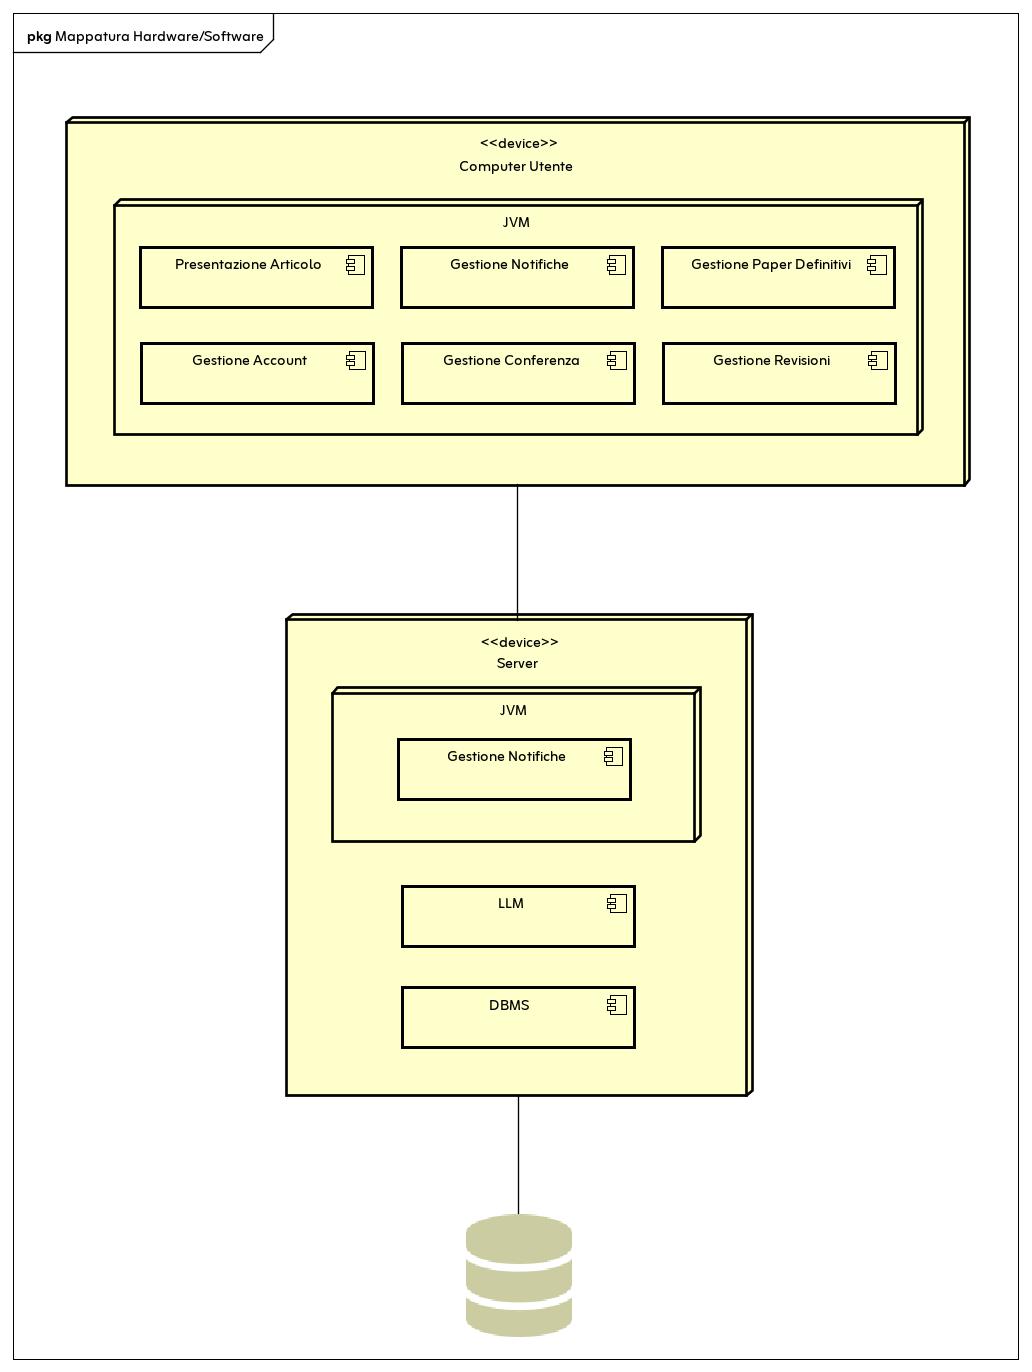 pkg Mappatura Hardware/Software
<<device>>
Computer Utente
JVM
Presentazione Articolo
Gestione Notifiche
Gestione Paper Definitivi
Gestione Account
Gestione Conferenza
Gestione Revisioni
<<device>>
Server
JVM
Gestione Notifiche
LLM
DBMS